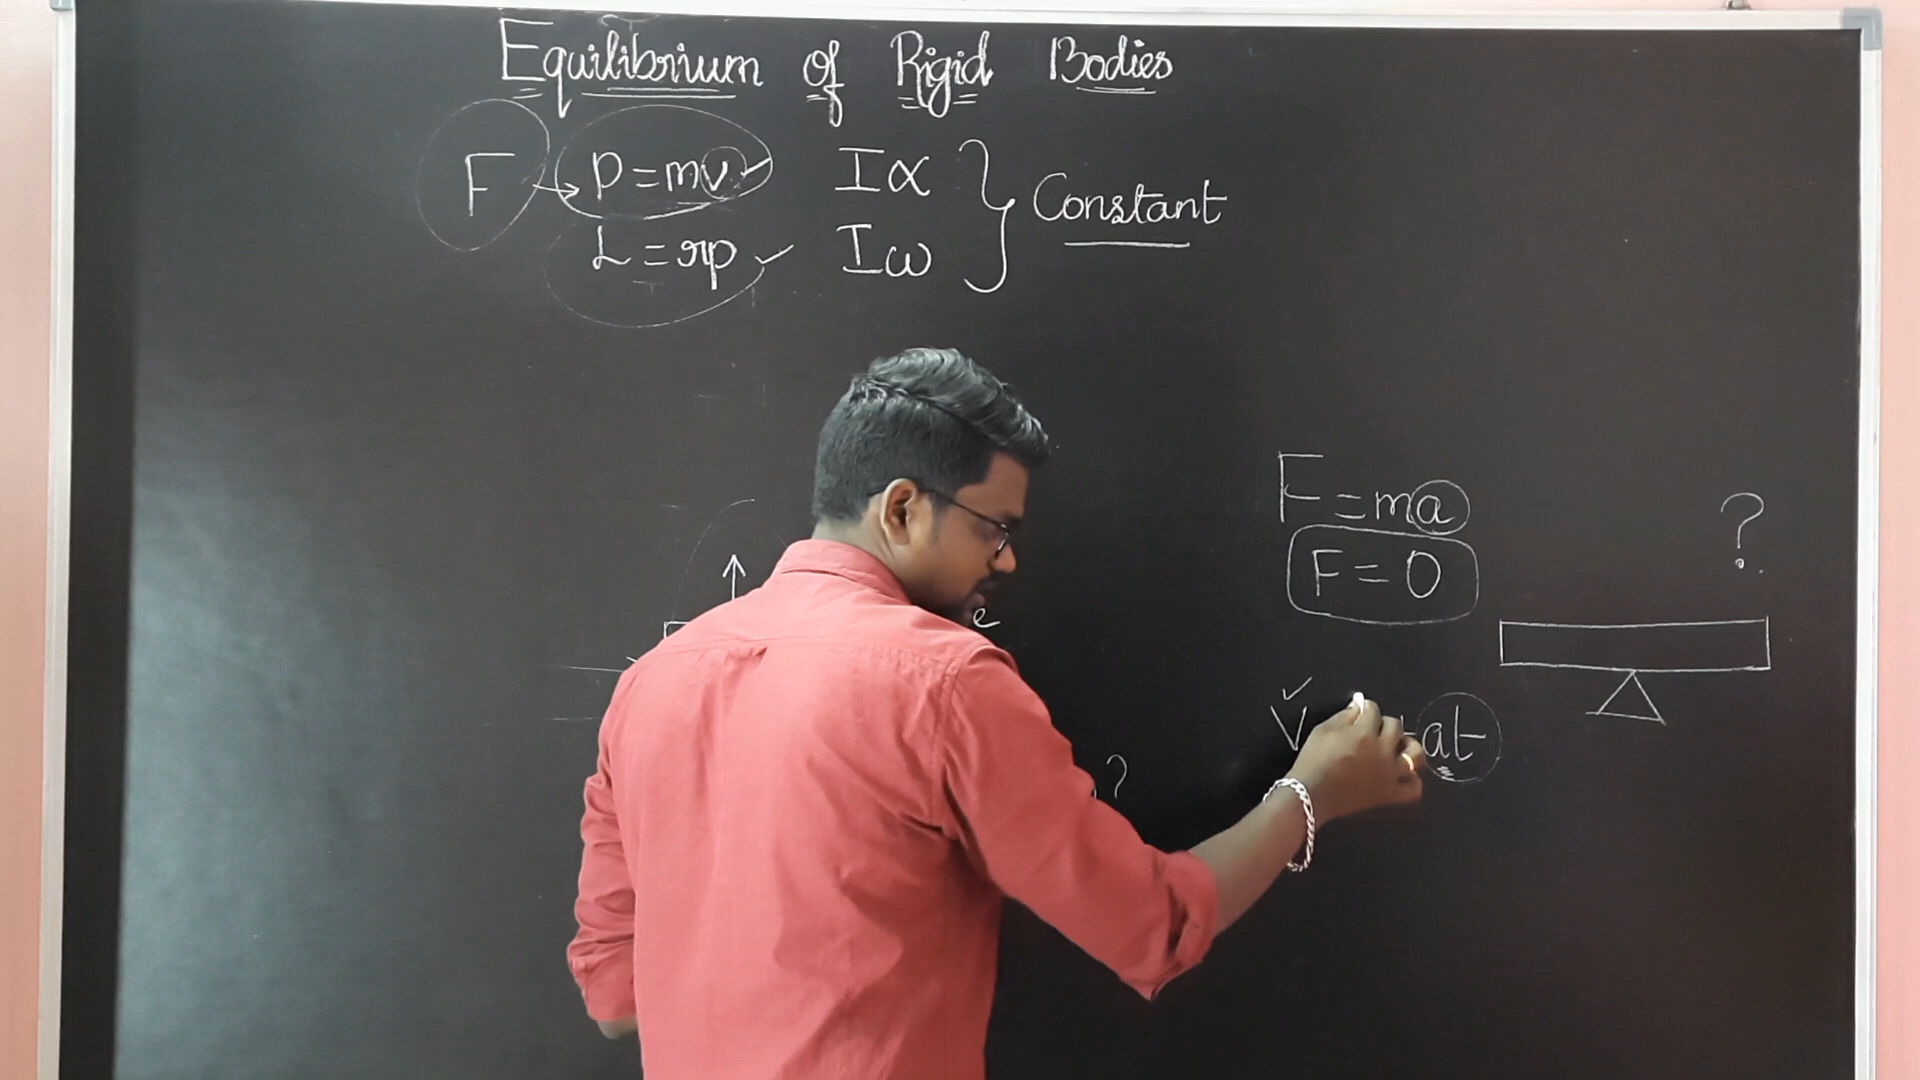 Equilibrium of Rigid Bodies
F → P = mv Iα
L = rp Iω
Constant
F = ma
F = 0
?
e
V + at
?